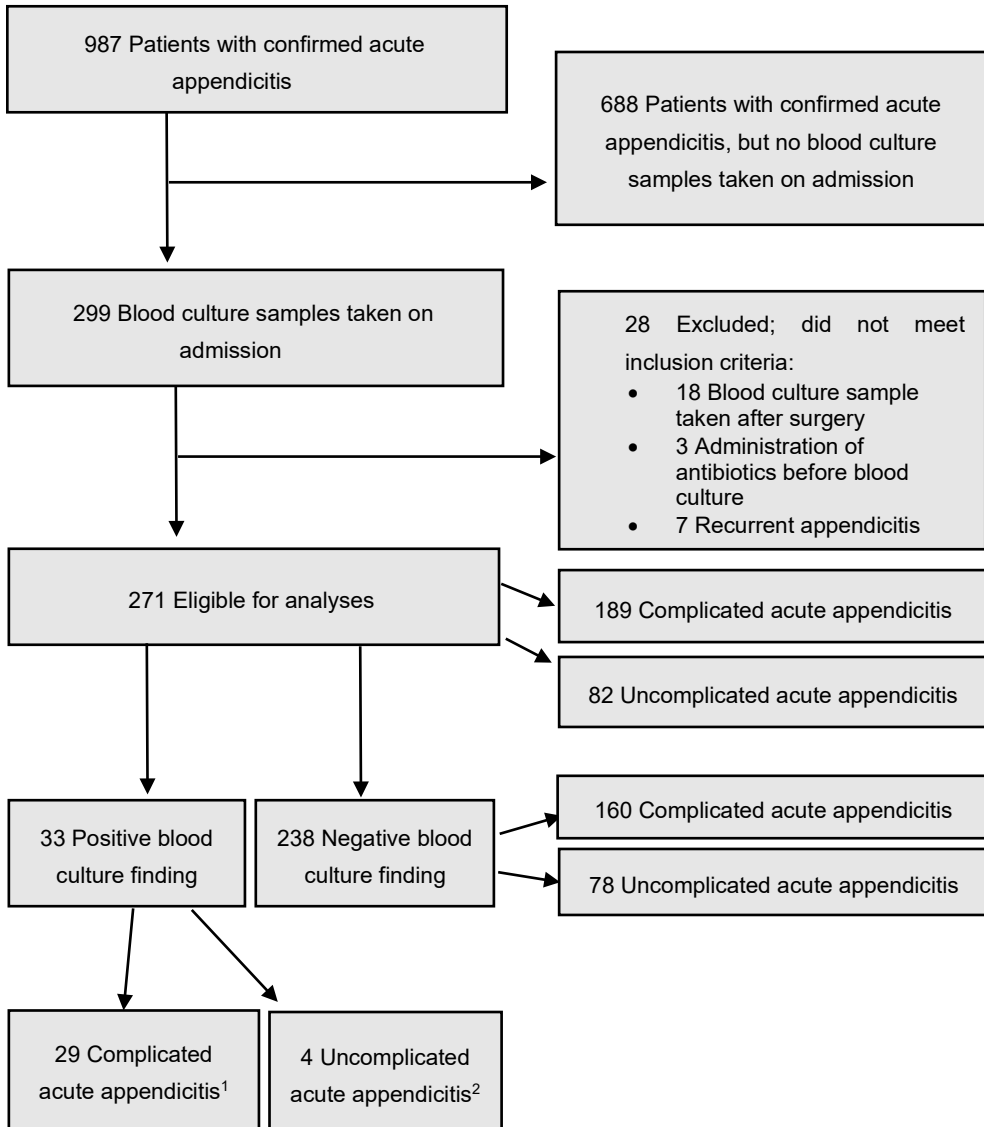 987 Patients with confirmed acute
appendicitis
688 Patients with confirmed acute
appendicitis, but no blood culture
samples taken on admission
299 Blood culture samples taken on
admission
28 Excluded; did not meet
inclusion criteria:
• 18 Blood culture sample
taken after surgery
• 3 Administration of
antibiotics before blood
culture
• 7 Recurrent appendicitis
271 Eligible for analyses
189 Complicated acute appendicitis
82 Uncomplicated acute appendicitis
33 Positive blood
culture finding
238 Negative blood
culture finding
160 Complicated acute appendicitis
78 Uncomplicated acute appendicitis
29 Complicated
acute appendicitis¹
4 Uncomplicated
acute appendicitis²